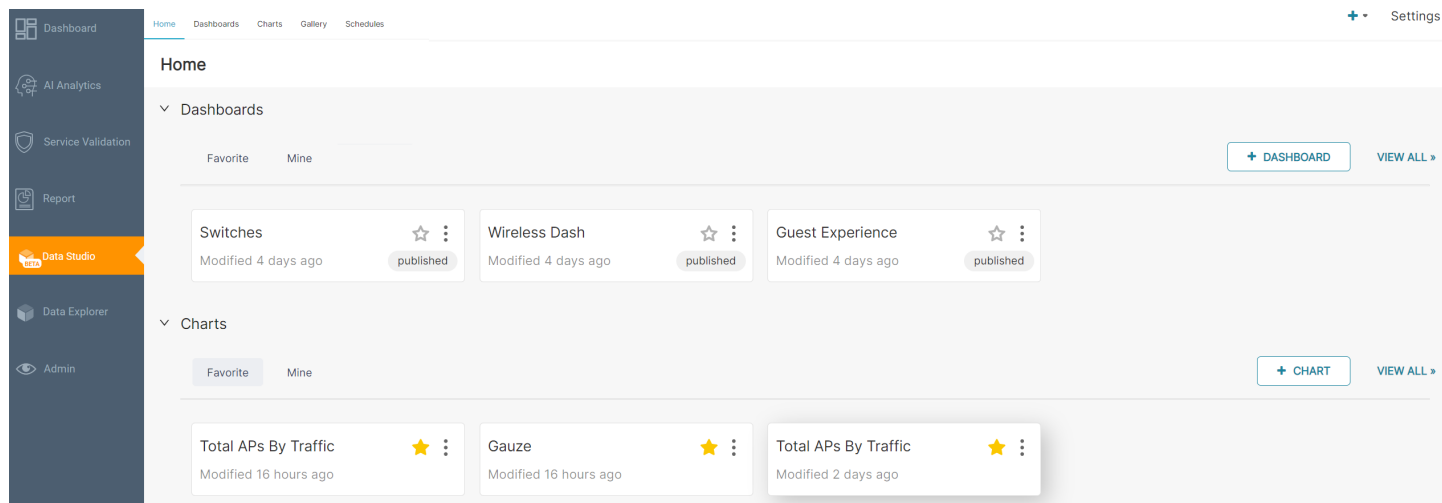 Dashboard
AI Analytics
Service Validation
Report
Data Studio
BETA
Data Explorer
Admin
Home Dashboards Charts Gallery Schedules
+ Settings
Home
Dashboards
Favorite Mine
+ DASHBOARD VIEW ALL »
Switches
Modified 4 days ago published
Wireless Dash
Modified 4 days ago published
Guest Experience
Modified 4 days ago published
Charts
Favorite Mine
+ CHART VIEW ALL »
Total APs By Traffic
Modified 16 hours ago
Gauze
Modified 16 hours ago
Total APs By Traffic
Modified 2 days ago